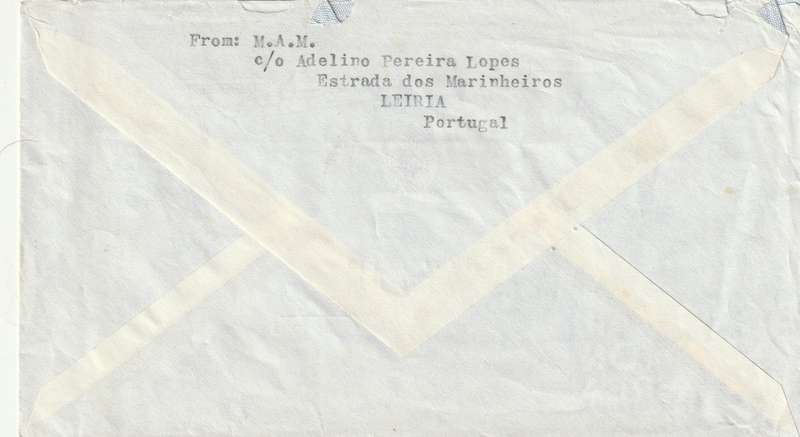 From: M.A.M.
c/o Adelino Pereira Lopes
Estrada dos Marinheiros
LEIRIA
Portugal